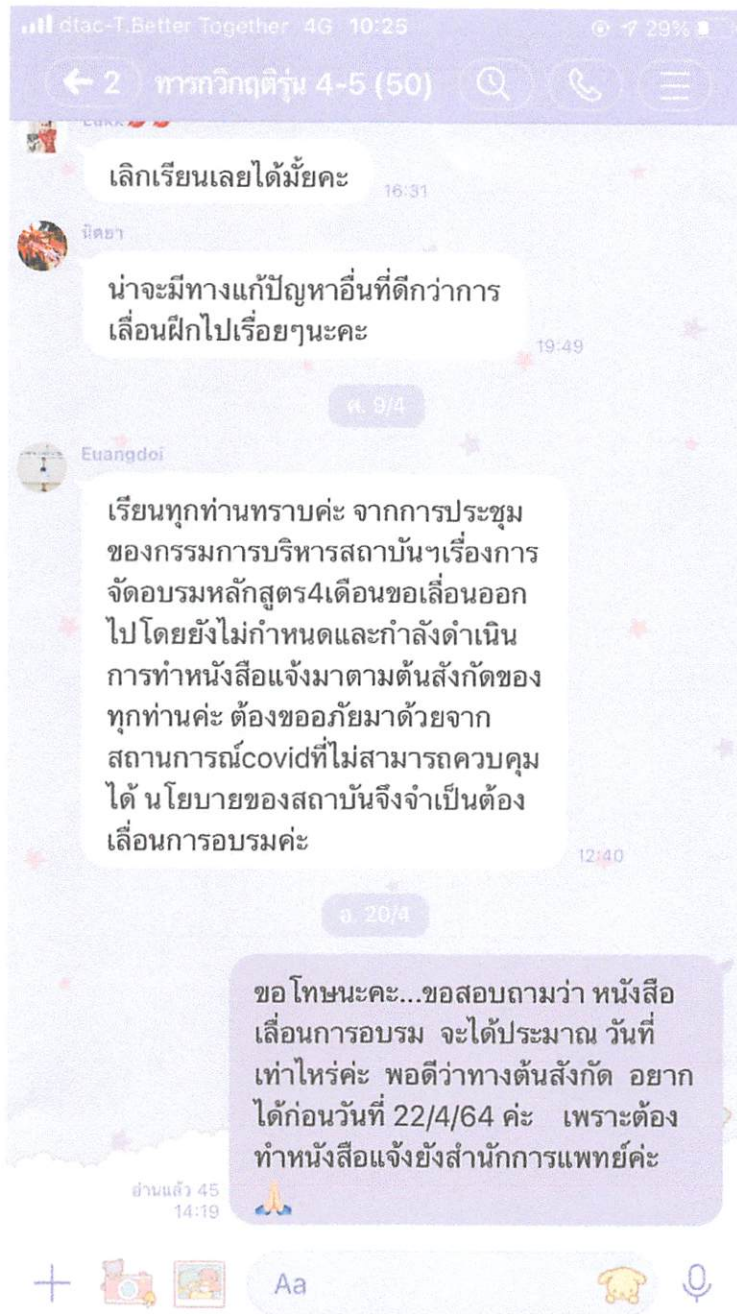 dtac-T.Better Together 4G 10:25 29%
2 ทารกวิกฤติรุ่น 4-5 (50)
เลิกเรียนเลยได้มั้ยคะ
16:31
นิตยา
น่าจะมีทางแก้ปัญหาอื่นที่ดีกว่าการ
เลื่อนฝึกไปเรื่อยๆนะคะ
19:49
ศ. 9/4
Euangdoi
เรียนทุกท่านทราบค่ะ จากการประชุม
ของกรรมการบริหารสถาบันฯเรื่องการ
จัดอบรมหลักสูตร4เดือนขอเลื่อนออก
ไปโดยยังไม่กำหนดและกำลังดำเนิน
การทำหนังสือแจ้งมาตามต้นสังกัดของ
ทุกท่านค่ะ ต้องขออภัยมาด้วยจาก
สถานการณ์covidที่ไม่สามารถควบคุม
ได้ นโยบายของสถาบันจึงจำเป็นต้อง
เลื่อนการอบรมค่ะ
12:40
อ. 20/4
ขอโทษนะคะ...ขอสอบถามว่า หนังสือ
เลื่อนการอบรม จะได้ประมาณ วันที่
เท่าไหร่ค่ะ พอดีว่าทางต้นสังกัด อยาก
ได้ก่อนวันที่ 22/4/64 ค่ะ เพราะต้อง
ทำหนังสือแจ้งยังสำนักการแพทย์ค่ะ
🙏🏻
อ่านแล้ว 45
14:19
Aa